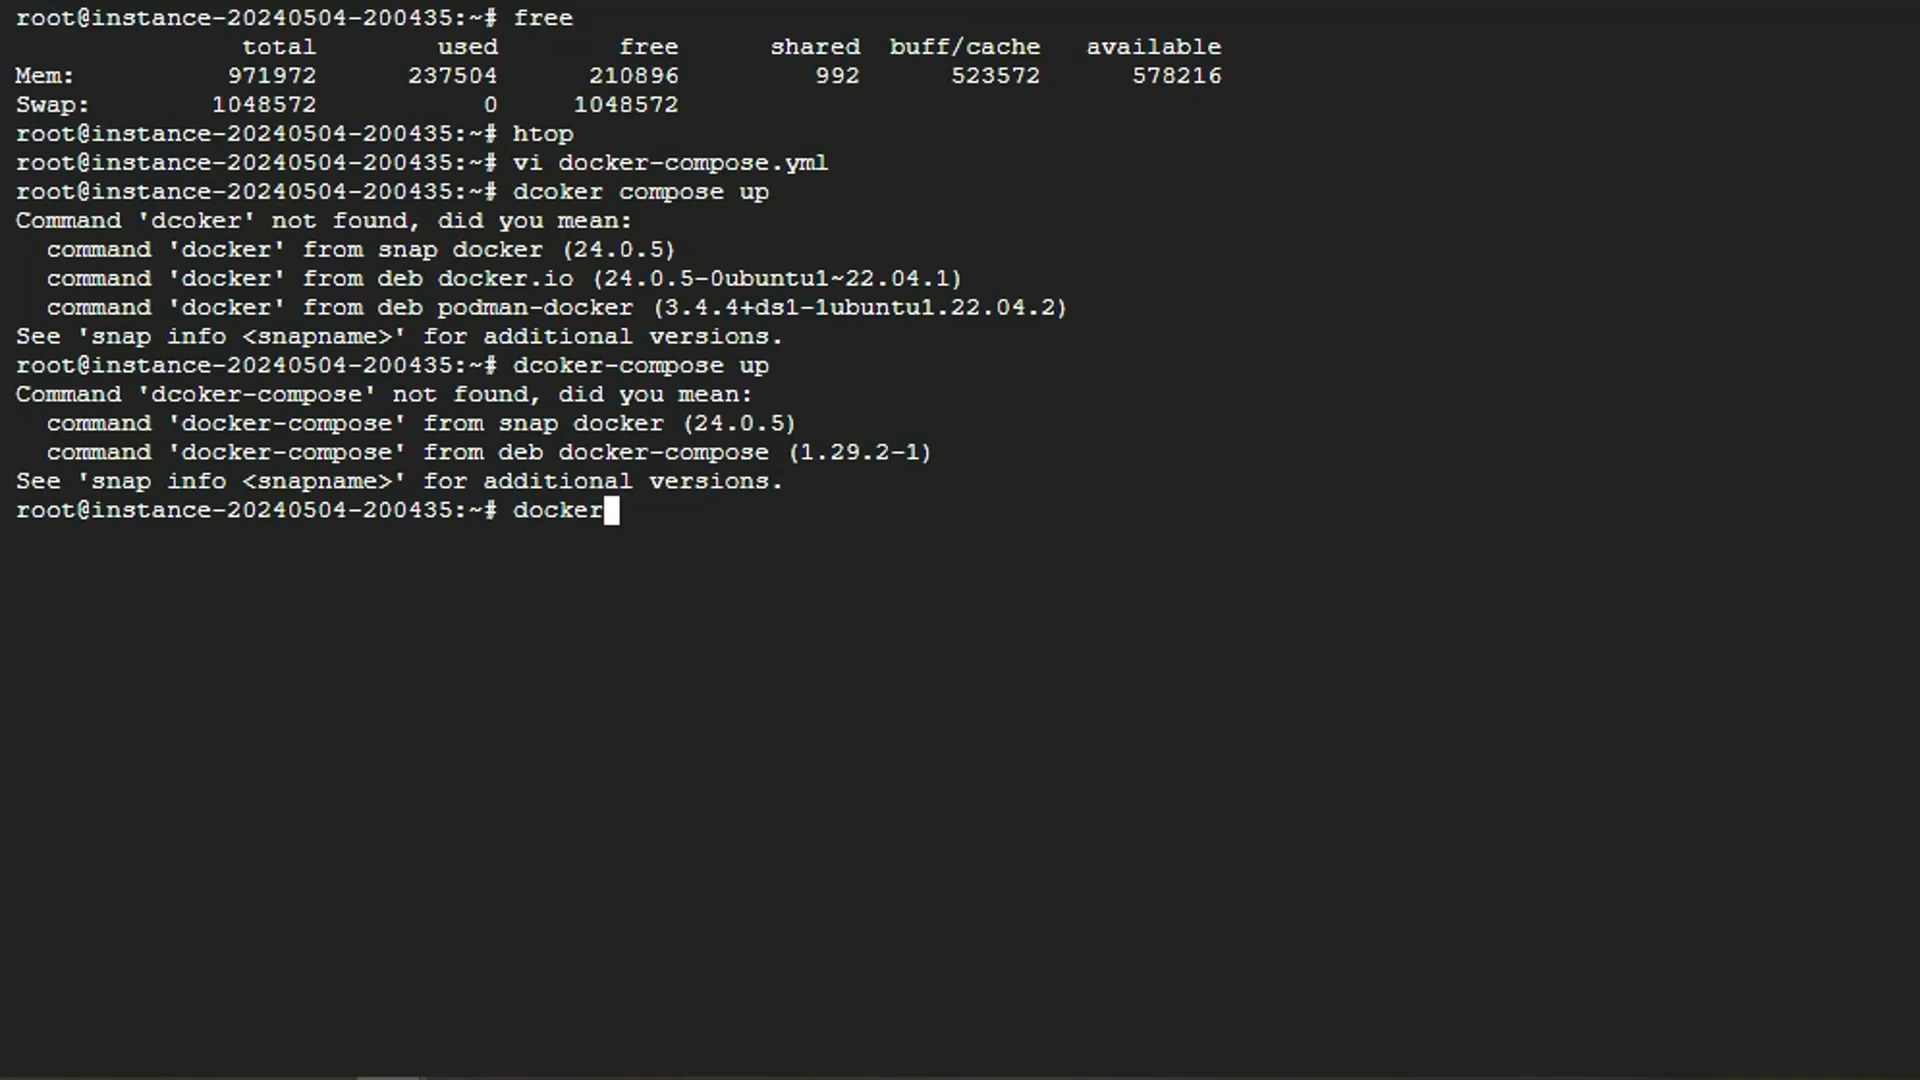 root@instance-20240504-200435:~# free
total used free shared buff/cache available
Mem: 971972 237504 210896 992 523572 578216
Swap: 1048572 0 1048572
root@instance-20240504-200435:~# htop
root@instance-20240504-200435:~# vi docker-compose.yml
root@instance-20240504-200435:~# dcoker compose up
Command 'dcoker' not found, did you mean:
command 'docker' from snap docker (24.0.5)
command 'docker' from deb docker.io (24.0.5-0ubuntu1~22.04.1)
command 'docker' from deb podman-docker (3.4.4+ds1-1ubuntu1.22.04.2)
See 'snap info <snapname>' for additional versions.
root@instance-20240504-200435:~# dcoker-compose up
Command 'dcoker-compose' not found, did you mean:
command 'docker-compose' from snap docker (24.0.5)
command 'docker-compose' from deb docker-compose (1.29.2-1)
See 'snap info <snapname>' for additional versions.
root@instance-20240504-200435:~# docker